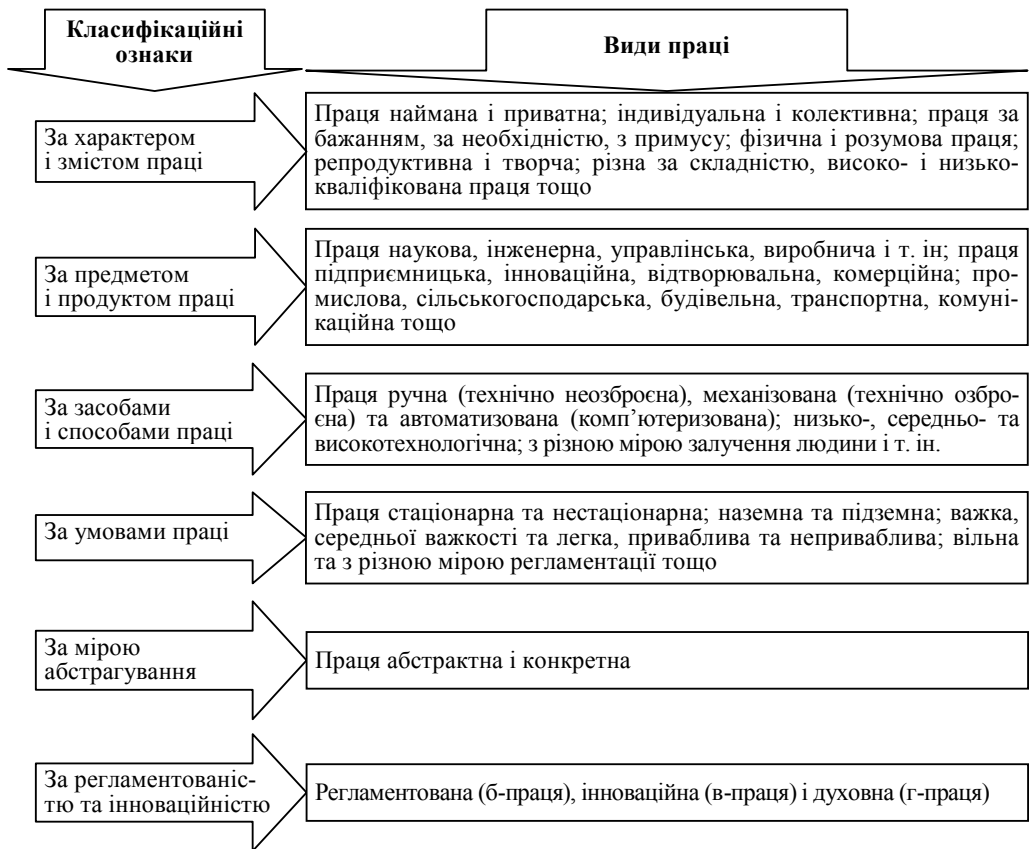 Класифікаційні
ознаки
Види праці
За характером
і змістом праці
Праця наймана і приватна; індивідуальна і колективна; праця за
бажанням, за необхідністю, з примусу; фізична і розумова праця;
репродуктивна і творча; різна за складністю, високо- і низько-
кваліфікована праця тощо
За предметом
і продуктом праці
Праця наукова, інженерна, управлінська, виробнича і т. ін; праця
підприємницька, інноваційна, відтворювальна, комерційна; про-
мислова, сільськогосподарська, будівельна, транспортна, комуні-
каційна тощо
За засобами
і способами праці
Праця ручна (технічно неозброєна), механізована (технічно озбро-
єна) та автоматизована (комп’ютеризована); низько-, середньо- та
високотехнологічна; з різною мірою залучення людини і т. ін.
За умовами праці
Праця стаціонарна та нестаціонарна; наземна та підземна; важка,
середньої важкості та легка, приваблива та неприваблива; вільна
та з різною мірою регламентації тощо
За мірою
абстрагування
Праця абстрактна і конкретна
За регламентованіс-
тю та інноваційністю
Регламентована (б-праця), інноваційна (в-праця) і духовна (г-праця)